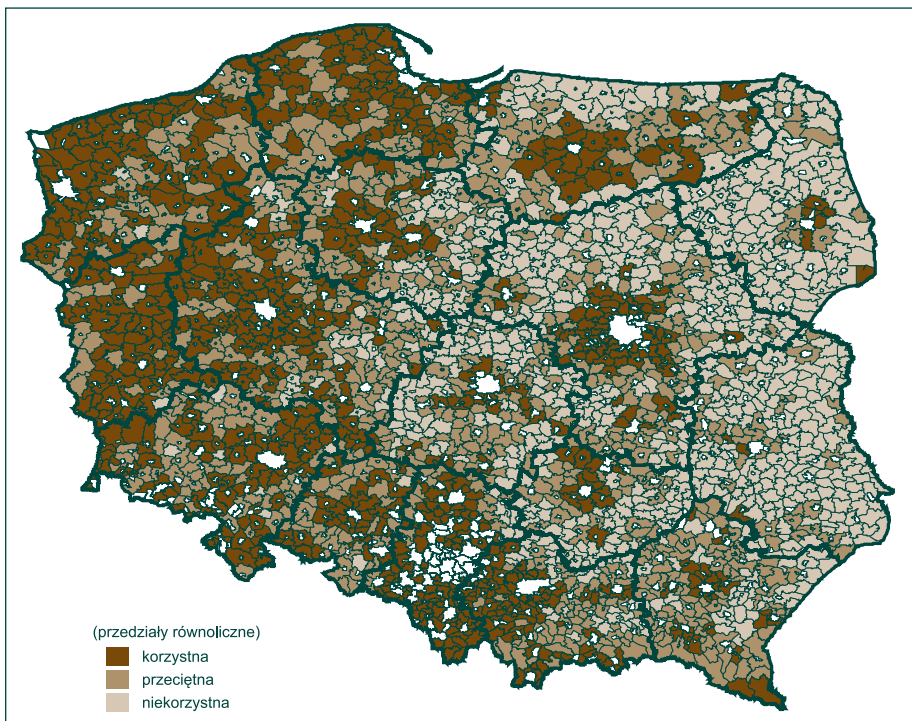 (przedziały równoliczne)
korzystna
przeciętna
niekorzystna